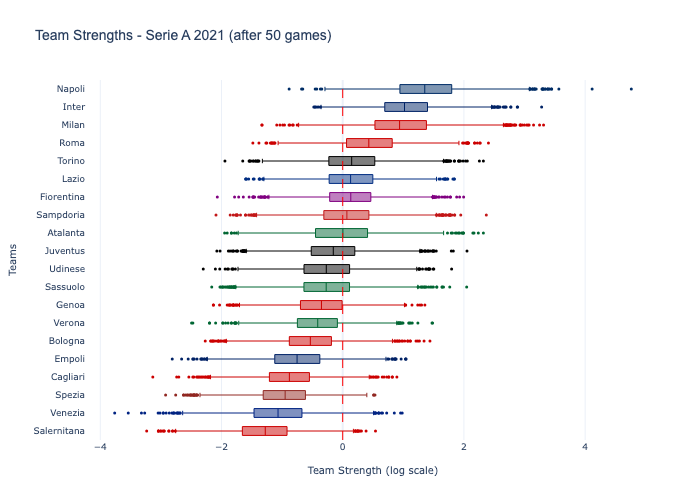 Team Strengths - Serie A 2021 (after 50 games)
Napoli
Inter
Milan
Roma
Torino
Lazio
Fiorentina
Sampdoria
Atalanta
Juventus
Udinese
Sassuolo
Genoa
Verona
Bologna
Empoli
Cagliari
Spezia
Venezia
Salernitana
Teams
−4 −2 0 2 4
Team Strength (log scale)